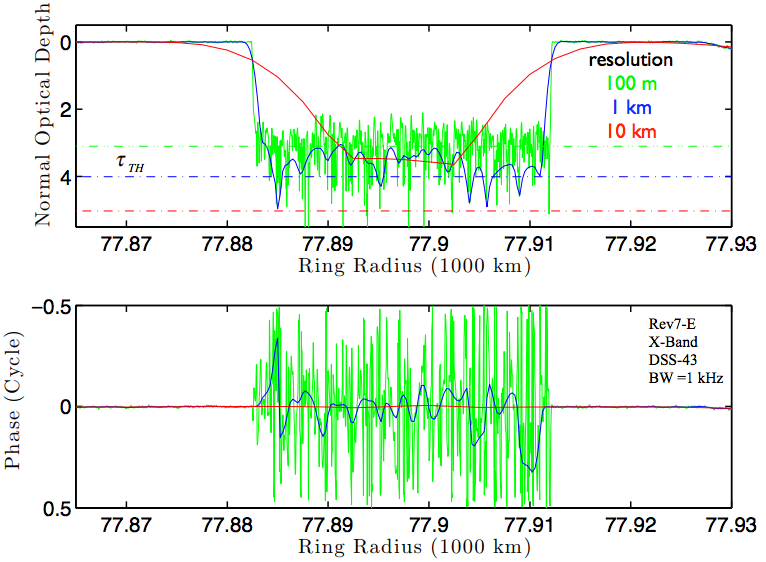 Normal Optical Depth
0
2
4
τ TH
resolution
100 m
1 km
10 km
77.87 77.88 77.89 77.9 77.91 77.92 77.93
Ring Radius (1000 km)
Phase (Cycle)
−0.5
0
0.5
Rev7-E
X-Band
DSS-43
BW =1 kHz
77.87 77.88 77.89 77.9 77.91 77.92 77.93
Ring Radius (1000 km)